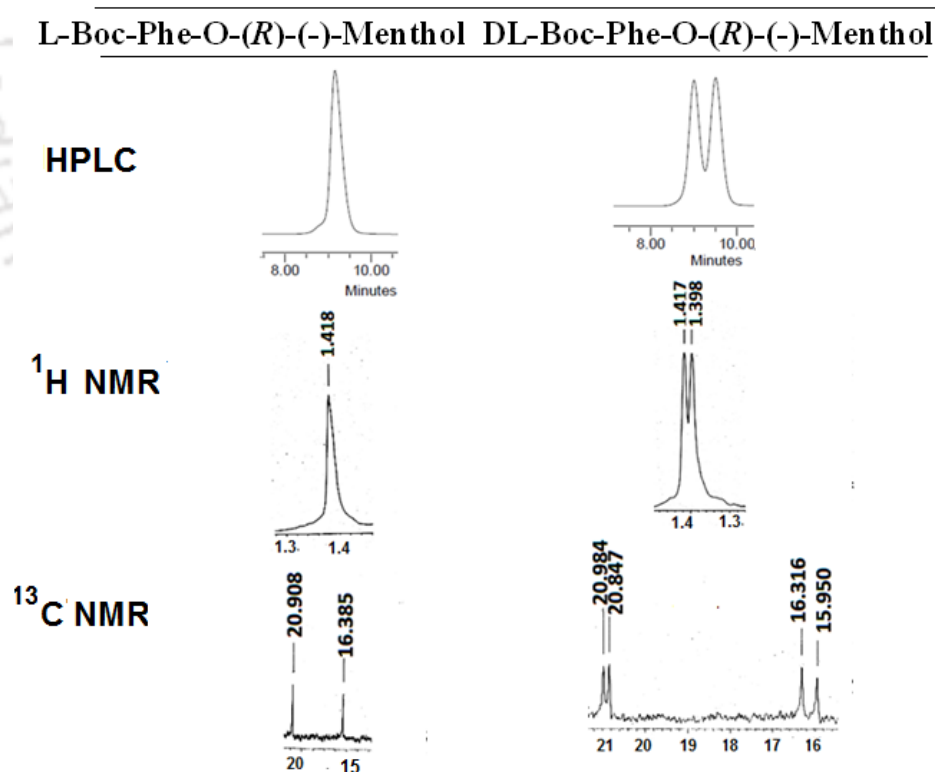 L-Boc-Phe-O-(R)-(-)-Menthol DL-Boc-Phe-O-(R)-(-)-Menthol
HPLC
8.00 10.00
Minutes
8.00 10.00
Minutes
1H NMR
1.418
1.3 1.4
1.417
1.398
1.4 1.3
13C NMR
20.908
16.385
20 15
20.984
20.847
16.316
15.950
21 20 19 18 17 16